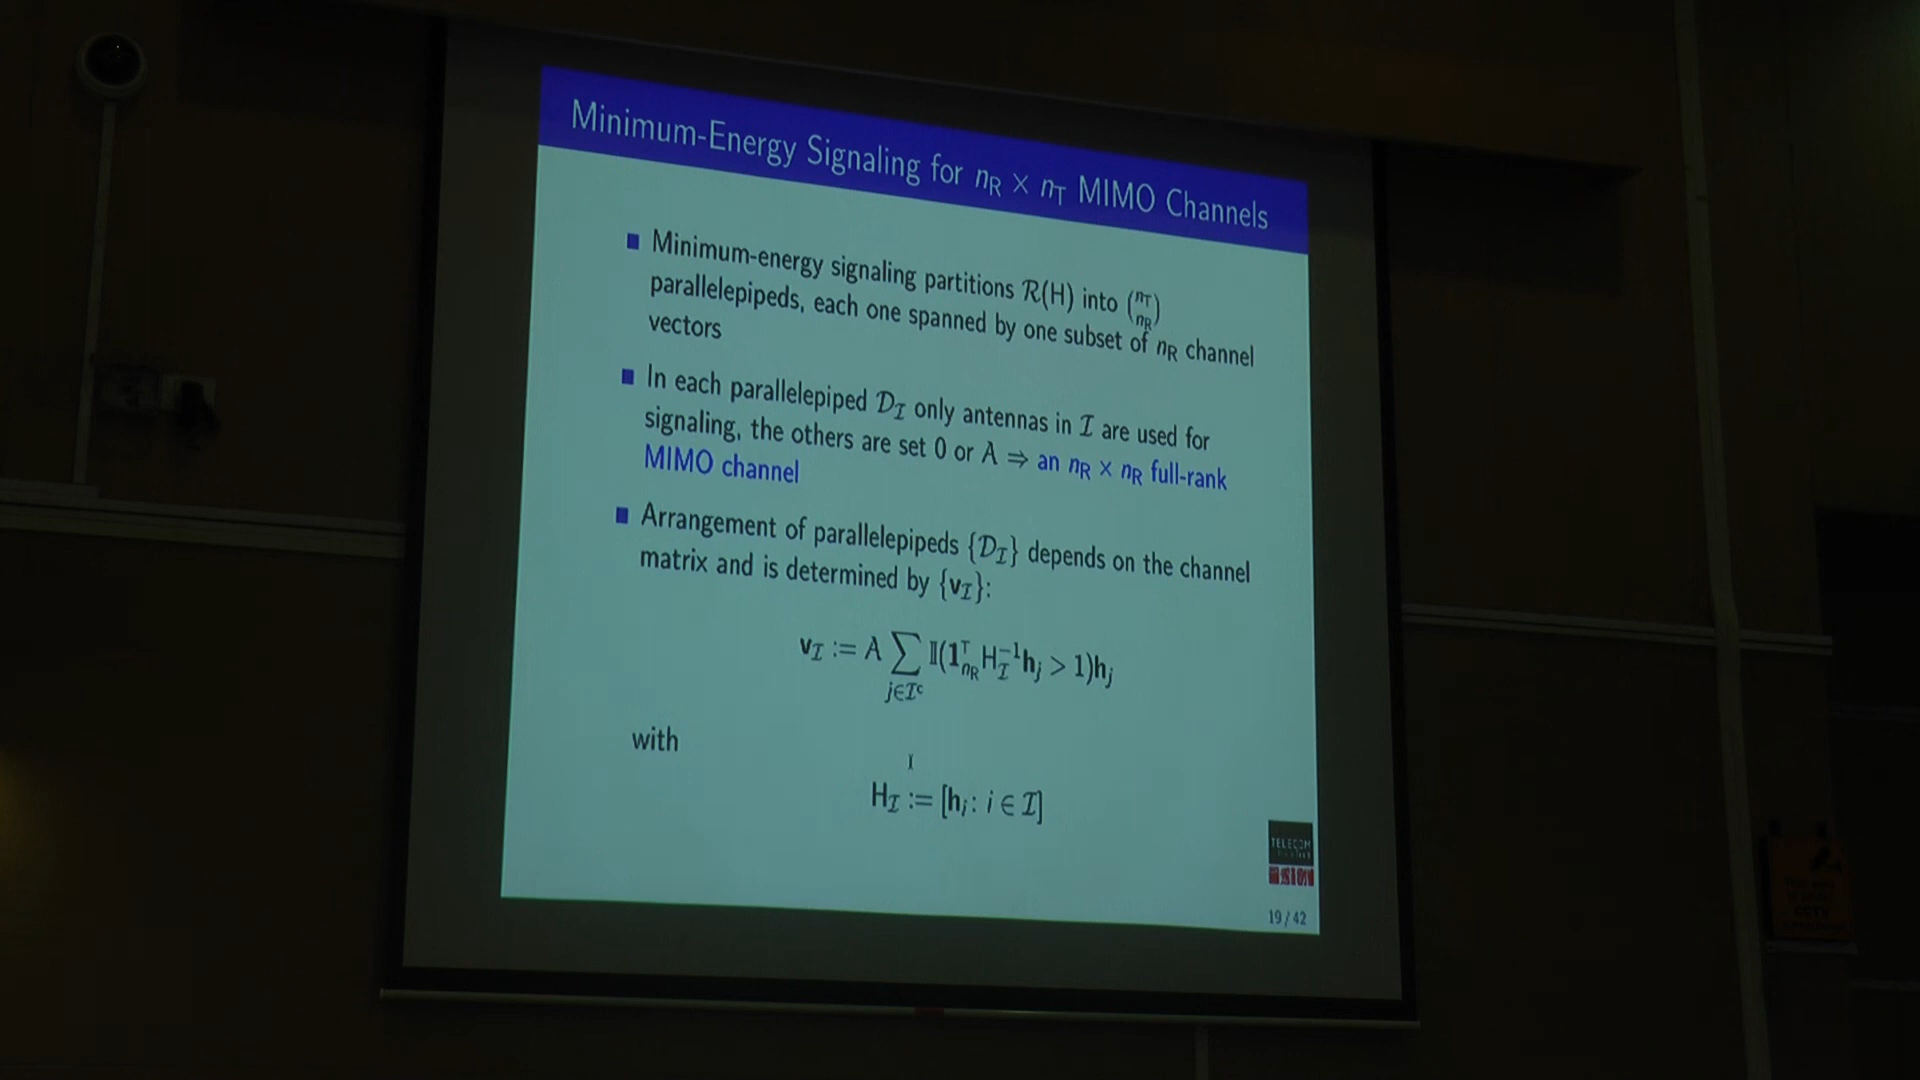 Minimum-Energy Signaling for n_R × n_T MIMO Channels
■ Minimum-energy signaling partitions R(H) into (n_T n_R)
parallelepipeds, each one spanned by one subset of n_R channel
vectors
■ In each parallelepiped D_I only antennas in I are used for
signaling, the others are set 0 or A ⇒ an n_R × n_R full-rank
MIMO channel
■ Arrangement of parallelepipeds {D_I} depends on the channel
matrix and is determined by {v_I}:
v_I := A ∑_{j∈I^c} 𝕀(1^T_{n_R} H_I^{-1} h_j > 1) h_j
with
H_I := [h_i : i ∈ I]
TELECOM
19 / 42
CCTV